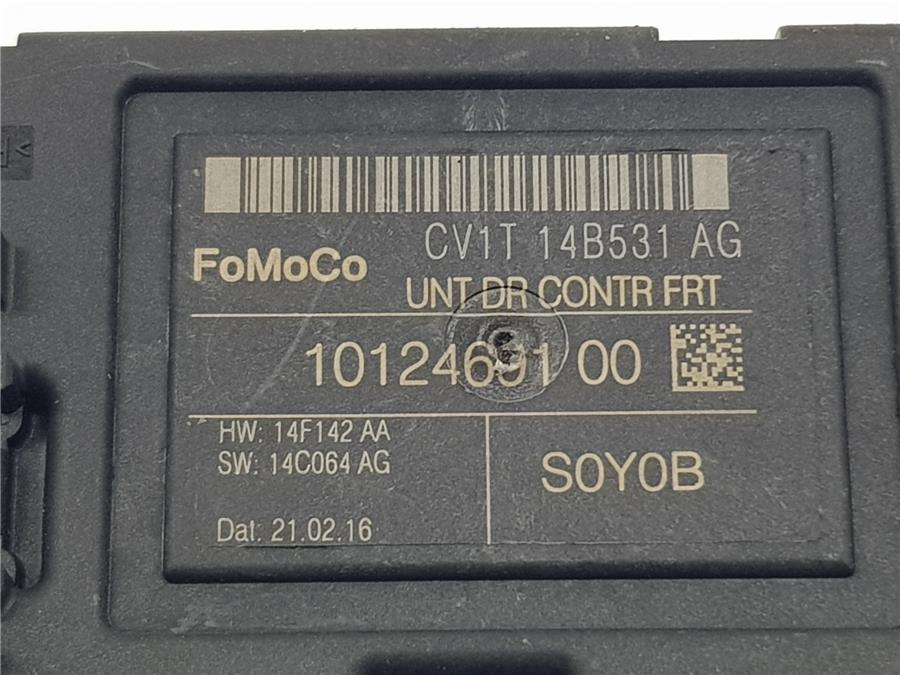 CV1T 14B531 AG
FoMoCo
UNT DR CONTR FRT
10124691 00
HW: 14F142 AA
SW: 14C064 AG
S0Y0B
Dat: 21.02.16